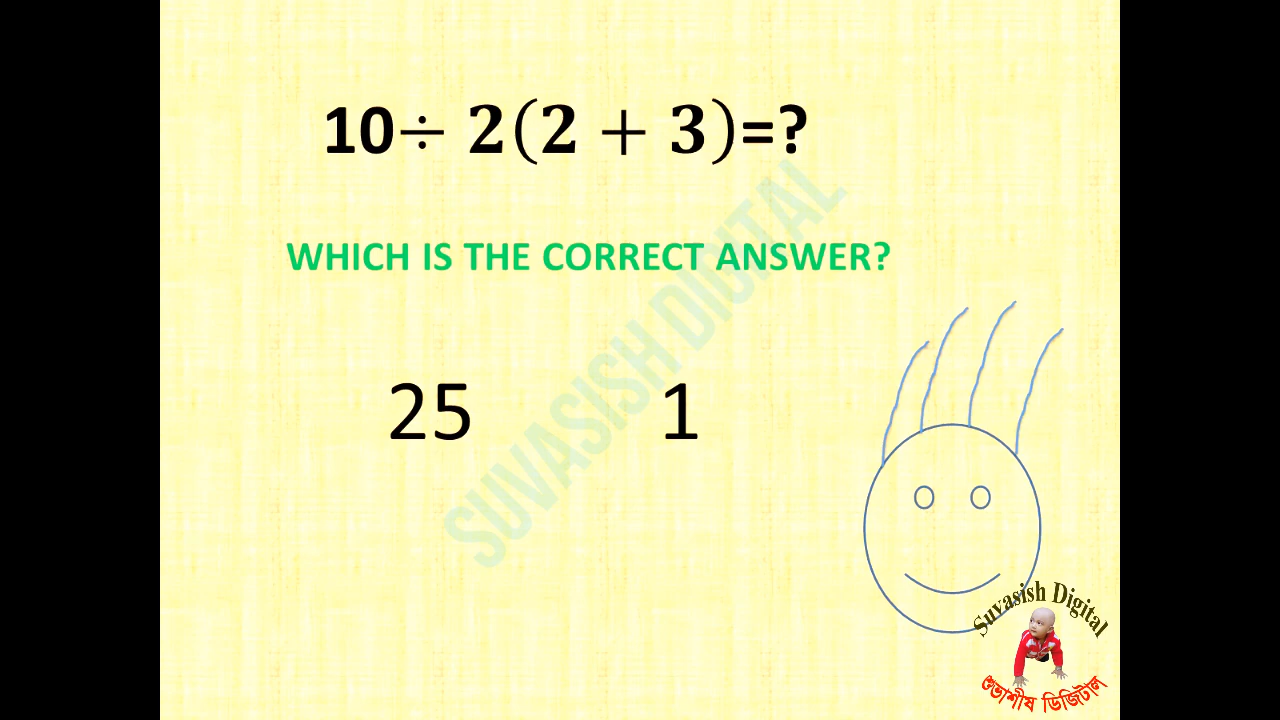 10÷ 2(2 + 3)=?
WHICH IS THE CORRECT ANSWER?
25 1
SUVASISH DIGITAL
Suvasish Digital
শুভাশীষ ডিজিটাল